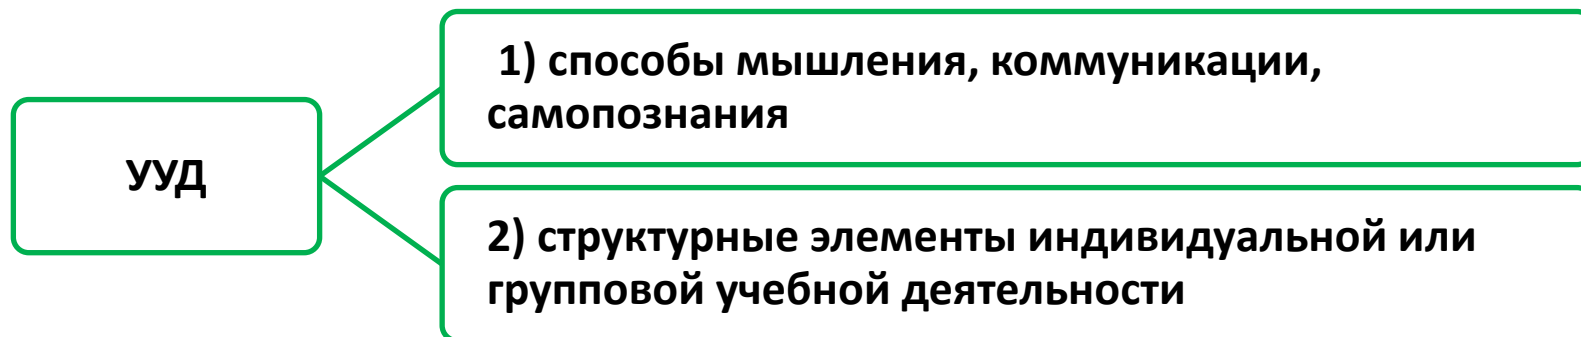 УУД
1) способы мышления, коммуникации,
самопознания
2) структурные элементы индивидуальной или
групповой учебной деятельности